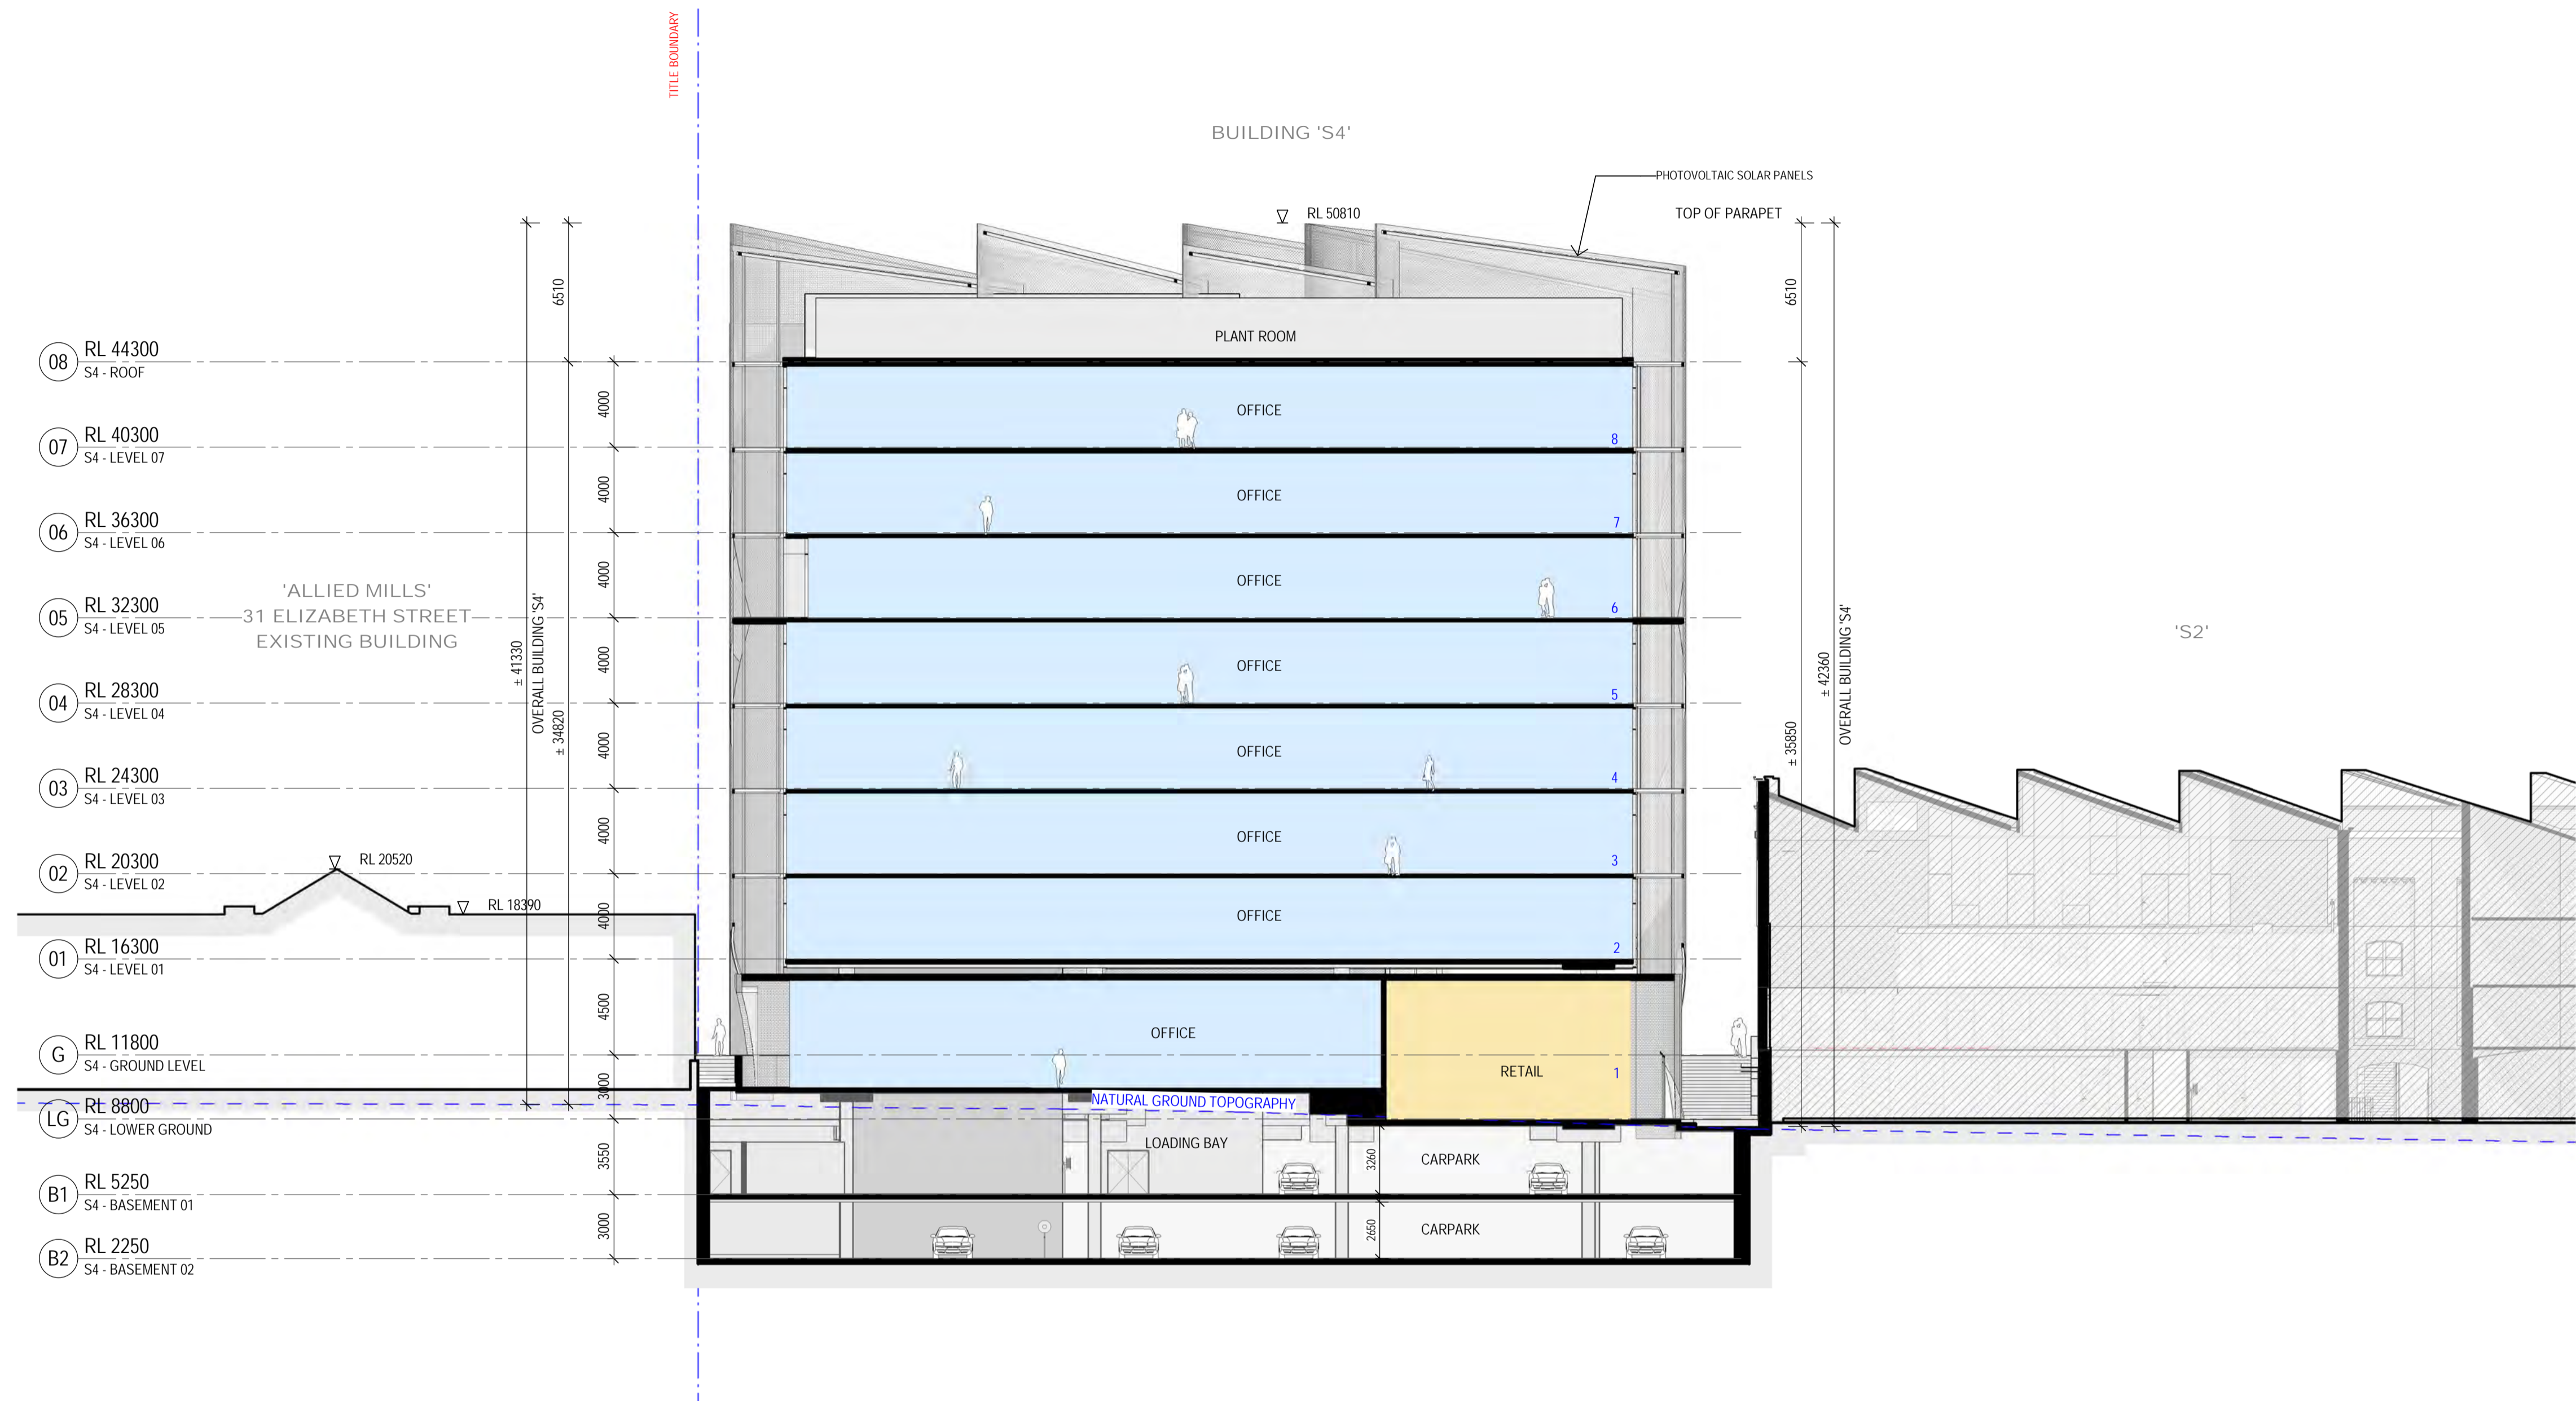 TITLE BOUNDARY
BUILDING 'S4'
PHOTOVOLTAIC SOLAR PANELS
RL 50810
TOP OF PARAPET
6510
6510
PLANT ROOM
08
RL 44300
S4 - ROOF
4000
OFFICE
8
07
RL 40300
S4 - LEVEL 07
4000
OFFICE
7
06
RL 36300
S4 - LEVEL 06
4000
OFFICE
6
'ALLIED MILLS'
31 ELIZABETH STREET
EXISTING BUILDING
05
RL 32300
S4 - LEVEL 05
± 41330
OVERALL BUILDING 'S4'
± 34820
4000
OFFICE
5
± 35850
± 42360
OVERALL BUILDING 'S4'
'S2'
04
RL 28300
S4 - LEVEL 04
4000
OFFICE
4
03
RL 24300
S4 - LEVEL 03
4000
OFFICE
3
02
RL 20300
S4 - LEVEL 02
RL 20520
RL 18390
4000
OFFICE
2
01
RL 16300
S4 - LEVEL 01
4500
OFFICE
G
RL 11800
S4 - GROUND LEVEL
RETAIL
1
3000
NATURAL GROUND TOPOGRAPHY
LG
RL 8800
S4 - LOWER GROUND
3550
LOADING BAY
3260
CARPARK
B1
RL 5250
S4 - BASEMENT 01
3000
2650
CARPARK
B2
RL 2250
S4 - BASEMENT 02